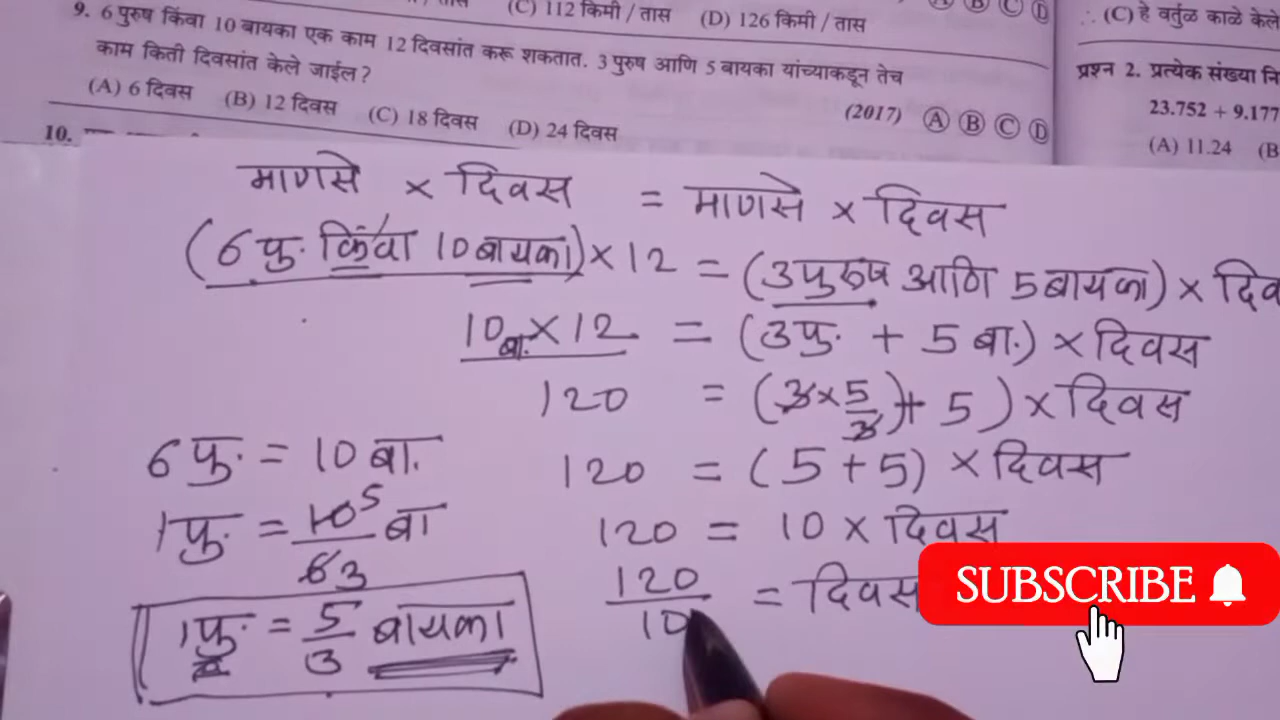 (C) 112 किमी / तास (D) 126 किमी / तास
9. 6 पुरुष किंवा 10 बायका एक काम 12 दिवसांत करू शकतात. 3 पुरुष आणि 5 बायका यांच्याकडून तेच
काम किती दिवसांत केले जाईल?
(2017) Ⓐ Ⓑ Ⓒ Ⓓ
(A) 6 दिवस (B) 12 दिवस (C) 18 दिवस (D) 24 दिवस
10.
∴ (C) हे वर्तुळ काळे केले
प्रश्न 2. प्रत्येक संख्या नि
23.752 + 9.177
(A) 11.24 (B
माणसे × दिवस = माणसे × दिवस
(6 पु. किंवा 10 बायका) × 12 = (3 पुरुष आणि 5 बायका) × दिव
10 बा. × 12 = (3 पु. + 5 बा.) × दिवस
120 = (3 × 5/3 + 5) × दिवस
120 = (5 + 5) × दिवस
120 = 10 × दिवस
120/10 = दिवस
6 पु. = 10 बा.
1 पु. = 10 5 / 6 3 बा
1 पु. = 5/3 बायका
SUBSCRIBE